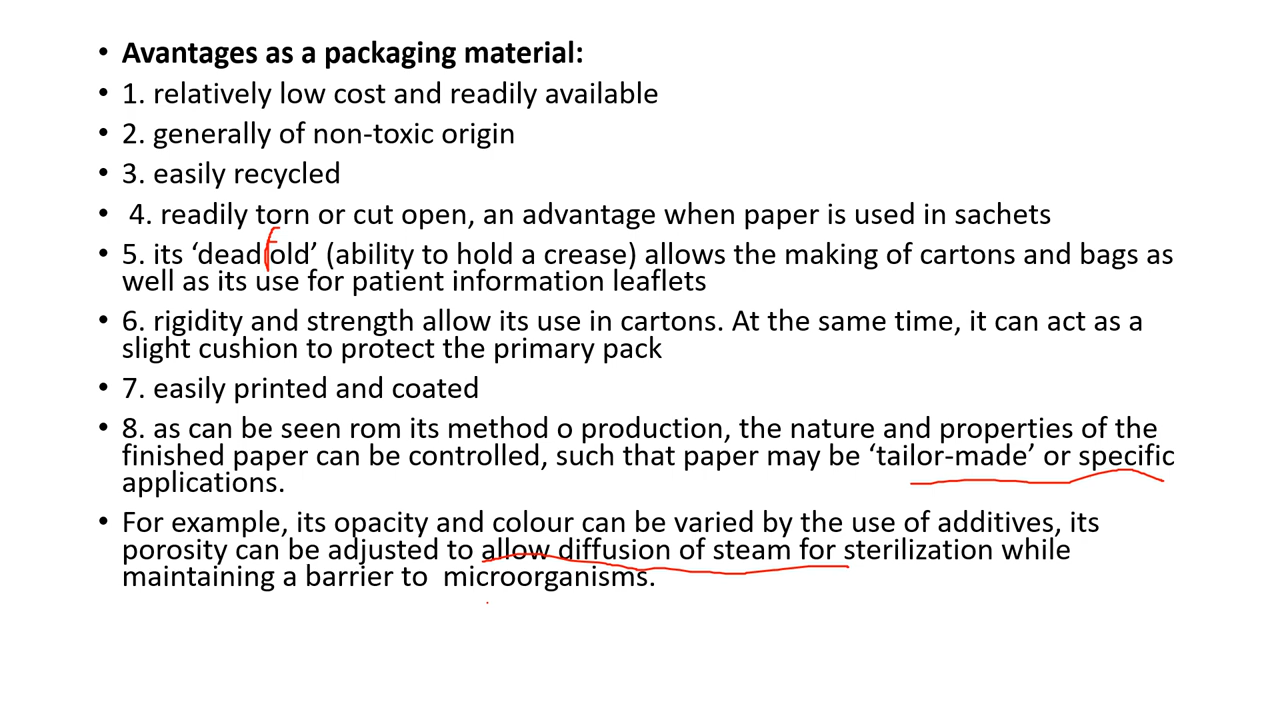 • Avantages as a packaging material:
• 1. relatively low cost and readily available
• 2. generally of non-toxic origin
• 3. easily recycled
• 4. readily torn or cut open, an advantage when paper is used in sachets
• 5. its ‘deadfold’ (ability to hold a crease) allows the making of cartons and bags as
well as its use for patient information leaflets
• 6. rigidity and strength allow its use in cartons. At the same time, it can act as a
slight cushion to protect the primary pack
• 7. easily printed and coated
• 8. as can be seen rom its method o production, the nature and properties of the
finished paper can be controlled, such that paper may be ‘tailor-made’ or specific
applications.
• For example, its opacity and colour can be varied by the use of additives, its
porosity can be adjusted to allow diffusion of steam for sterilization while
maintaining a barrier to microorganisms.